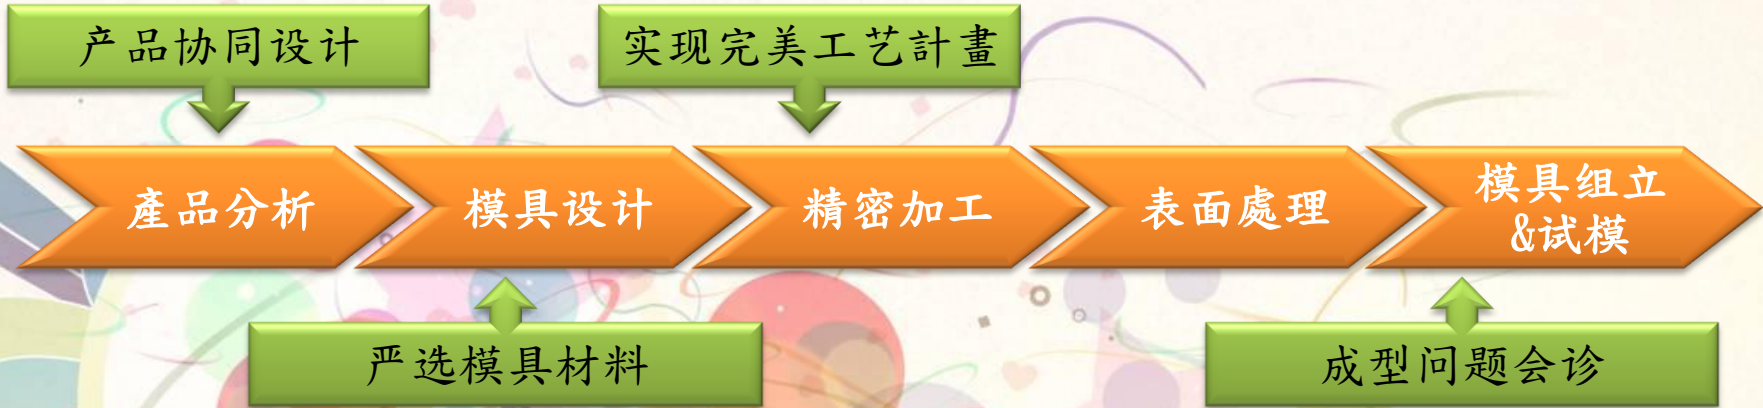 产品协同设计
实现完美工艺計畫
產品分析
模具设计
精密加工
表面處理
模具组立
&试模
严选模具材料
成型问题会诊